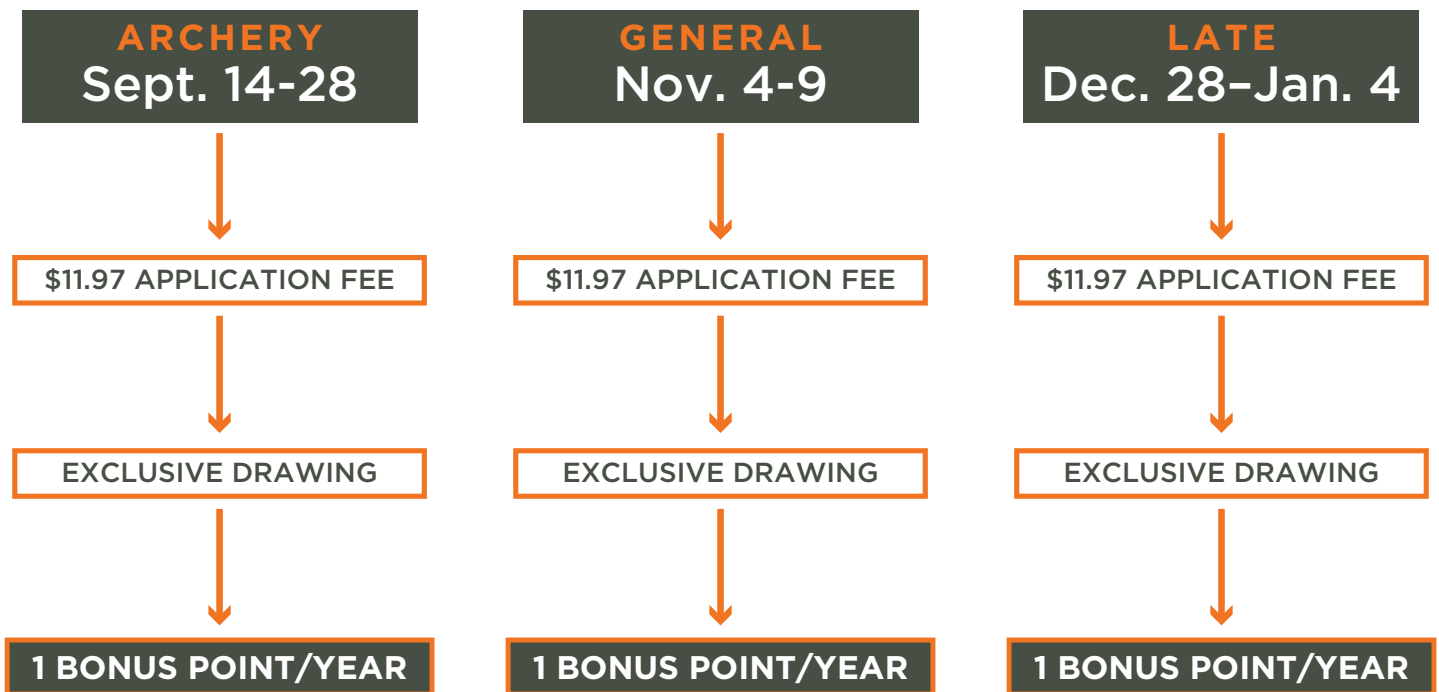 ARCHERY
Sept. 14-28
GENERAL
Nov. 4-9
LATE
Dec. 28–Jan. 4
$11.97 APPLICATION FEE
$11.97 APPLICATION FEE
$11.97 APPLICATION FEE
EXCLUSIVE DRAWING
EXCLUSIVE DRAWING
EXCLUSIVE DRAWING
1 BONUS POINT/YEAR
1 BONUS POINT/YEAR
1 BONUS POINT/YEAR